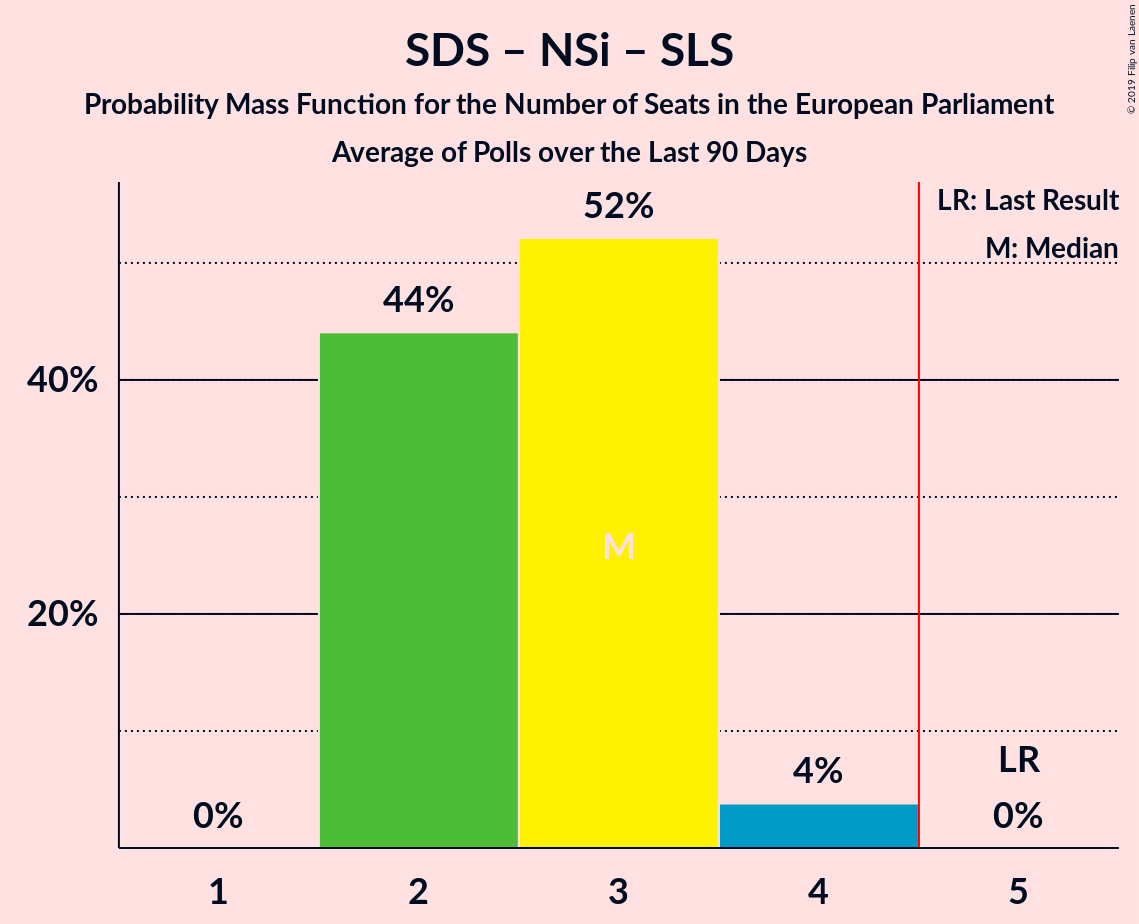 SDS – NSi – SLS
Probability Mass Function for the Number of Seats in the European Parliament
Average of Polls over the Last 90 Days
© 2019 Filip van Laenen
LR: Last Result
M: Median
52%
44%
40%
M
20%
LR
4%
0%
0%
1
2
3
4
5